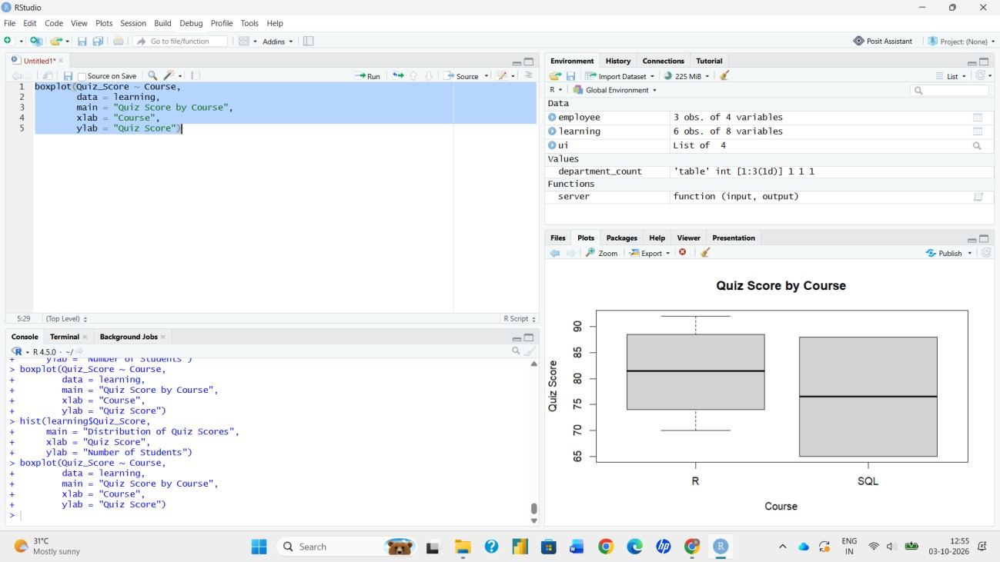 RStudio
File Edit Code View Plots Session Build Debug Profile Tools Help
Go to file/function Addins Posit Assistant Project: (None)
Untitled1*
Source on Save Run Source
1 boxplot(Quiz_Score ~ Course,
2 data = learning,
3 main = "Quiz Score by Course",
4 xlab = "Course",
5 ylab = "Quiz Score")
5:29 (Top Level) R Script
Console Terminal Background Jobs
R 4.5.0 · ~/
+ ylab = "Number of Students")
> boxplot(Quiz_Score ~ Course,
+ data = learning,
+ main = "Quiz Score by Course",
+ xlab = "Course",
+ ylab = "Quiz Score")
> hist(learning$Quiz_Score,
+ main = "Distribution of Quiz Scores",
+ xlab = "Quiz Score",
+ ylab = "Number of Students")
> boxplot(Quiz_Score ~ Course,
+ data = learning,
+ main = "Quiz Score by Course",
+ xlab = "Course",
+ ylab = "Quiz Score")
>
Environment History Connections Tutorial
Import Dataset 225 MiB List
R Global Environment
Data
employee 3 obs. of 4 variables
learning 6 obs. of 8 variables
ui List of 4
Values
department_count 'table' int [1:3(1d)] 1 1 1
Functions
server function (input, output)
Files Plots Packages Help Viewer Presentation
Zoom Export Publish
Quiz Score by Course
Quiz Score
90
85
80
75
70
65
R SQL
Course
31°C
Mostly sunny
Search
ENG
IN
12:55
03-10-2026